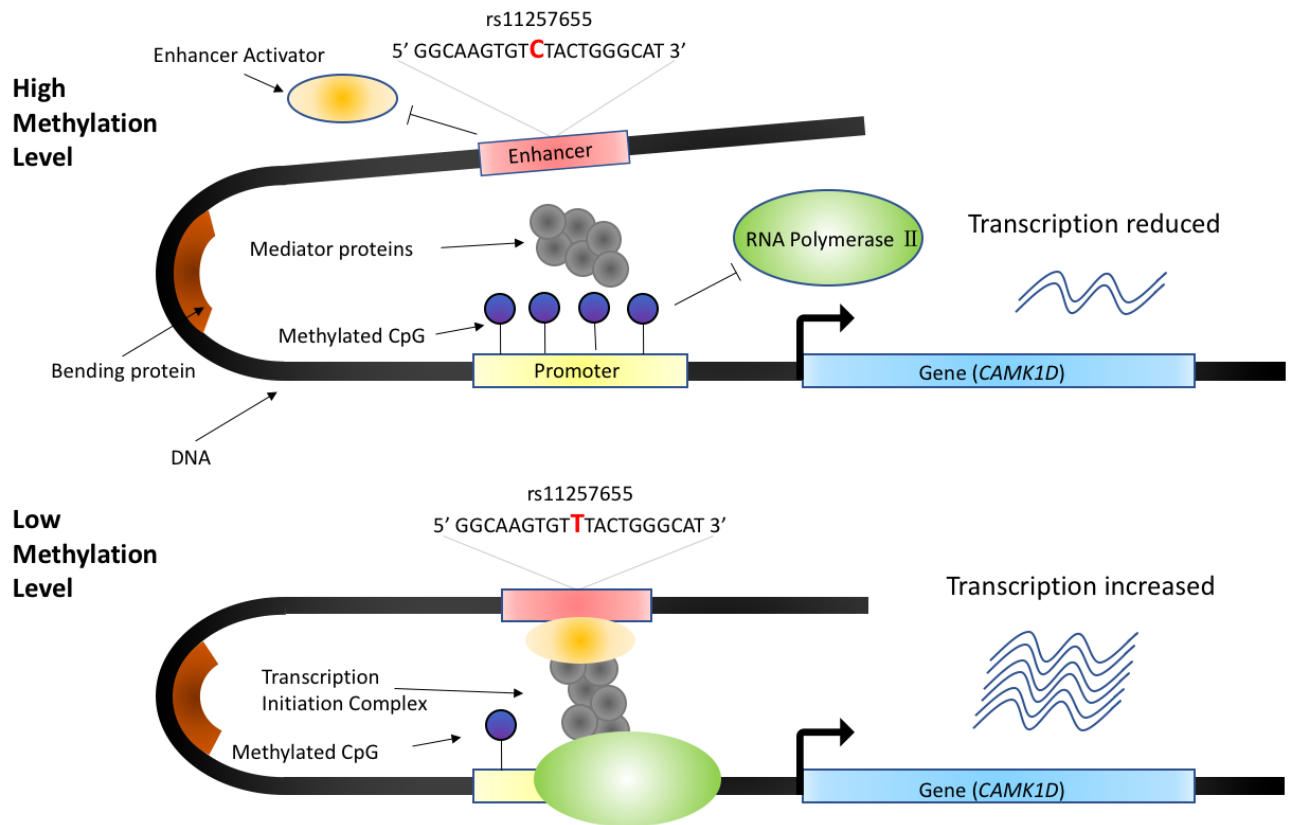 rs11257655
5’ GGCAAGTGTCTACTGGGCAT 3’
Enhancer Activator
High
Methylation
Level
Enhancer
Mediator proteins
RNA Polymerase Ⅱ
Transcription reduced
Methylated CpG
Bending protein
Promoter
Gene (CAMK1D)
DNA
rs11257655
5’ GGCAAGTGTTTACTGGGCAT 3’
Low
Methylation
Level
Transcription increased
Transcription
Initiation Complex
Methylated CpG
Gene (CAMK1D)